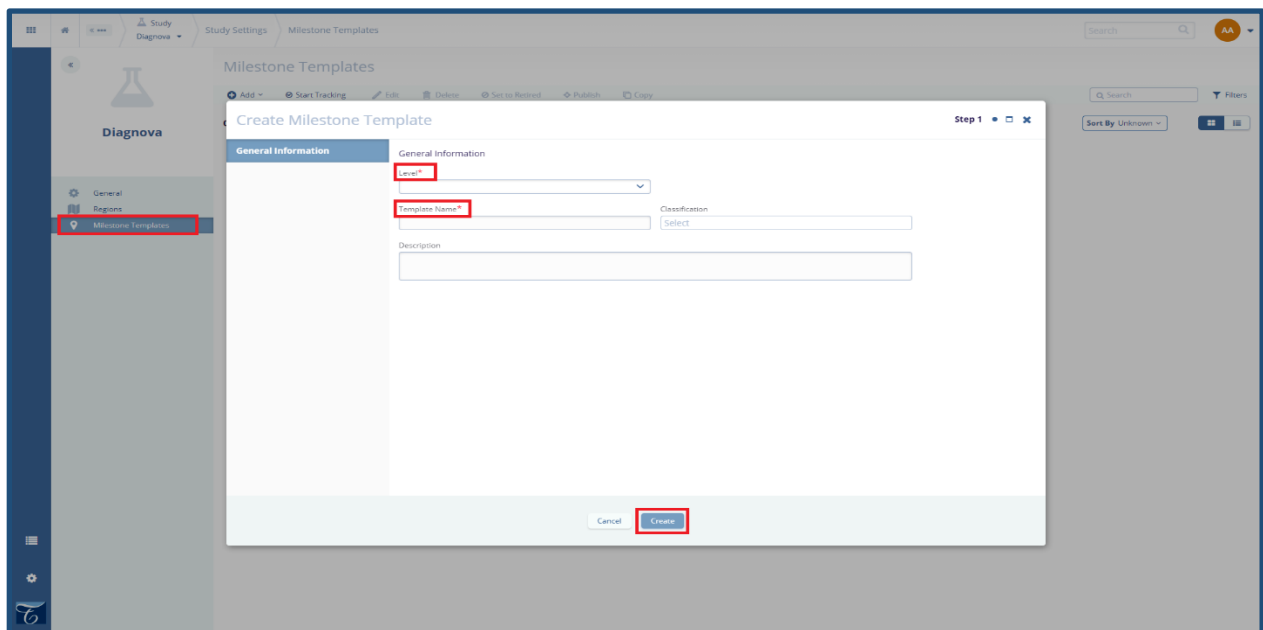 Study
Diagnova
Study Settings
Milestone Templates
Search
AA
Milestone Templates
Add
Start Tracking
Edit
Delete
Set to Retired
Publish
Copy
Search
Filters
Diagnova
Create Milestone Template
Step 1
Sort By Unknown
General Information
General Information
Level*
General
Regions
Milestone Templates
Template Name*
Classification
Select
Description
Cancel
Create